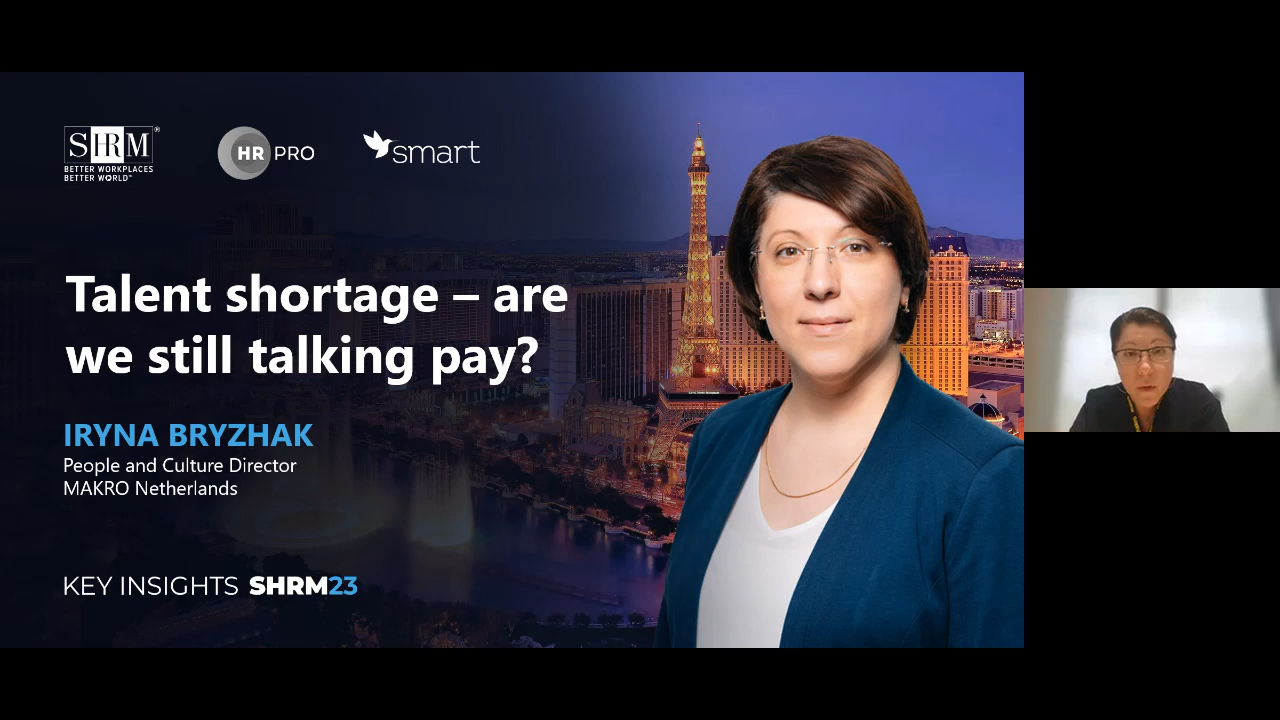 SHRM®
BETTER WORKPLACES
BETTER WORLD™
HR PRO
smart
Talent shortage – are
we still talking pay?
IRYNA BRYZHAK
People and Culture Director
MAKRO Netherlands
KEY INSIGHTS SHRM23